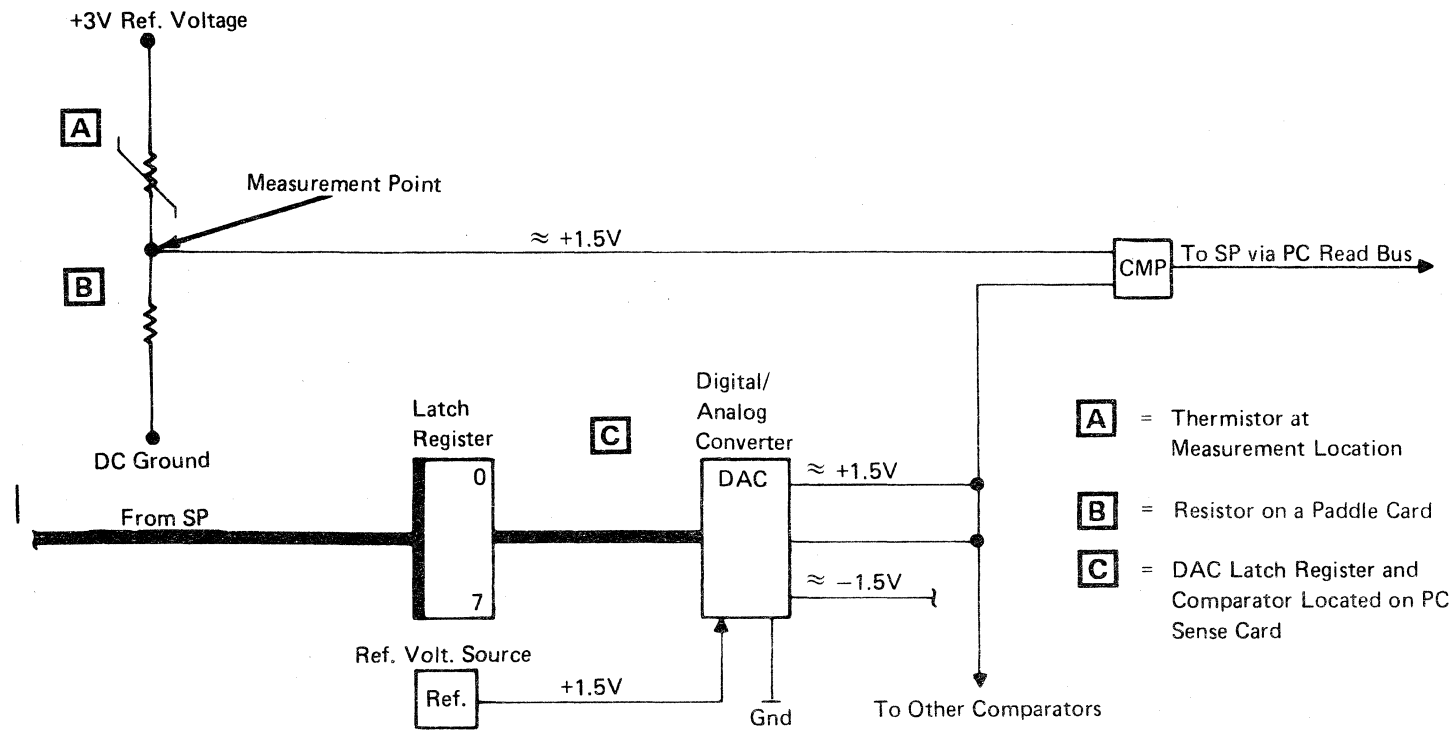 +3V Ref. Voltage
A
Measurement Point
≈ +1.5V
CMP
To SP via PC Read Bus
B
DC Ground
From SP
Latch
Register
0
7
C
Digital/
Analog
Converter
DAC
≈ +1.5V
≈ −1.5V
Ref. Volt. Source
Ref.
+1.5V
Gnd
To Other Comparators
A = Thermistor at
Measurement Location
B = Resistor on a Paddle Card
C = DAC Latch Register and
Comparator Located on PC
Sense Card